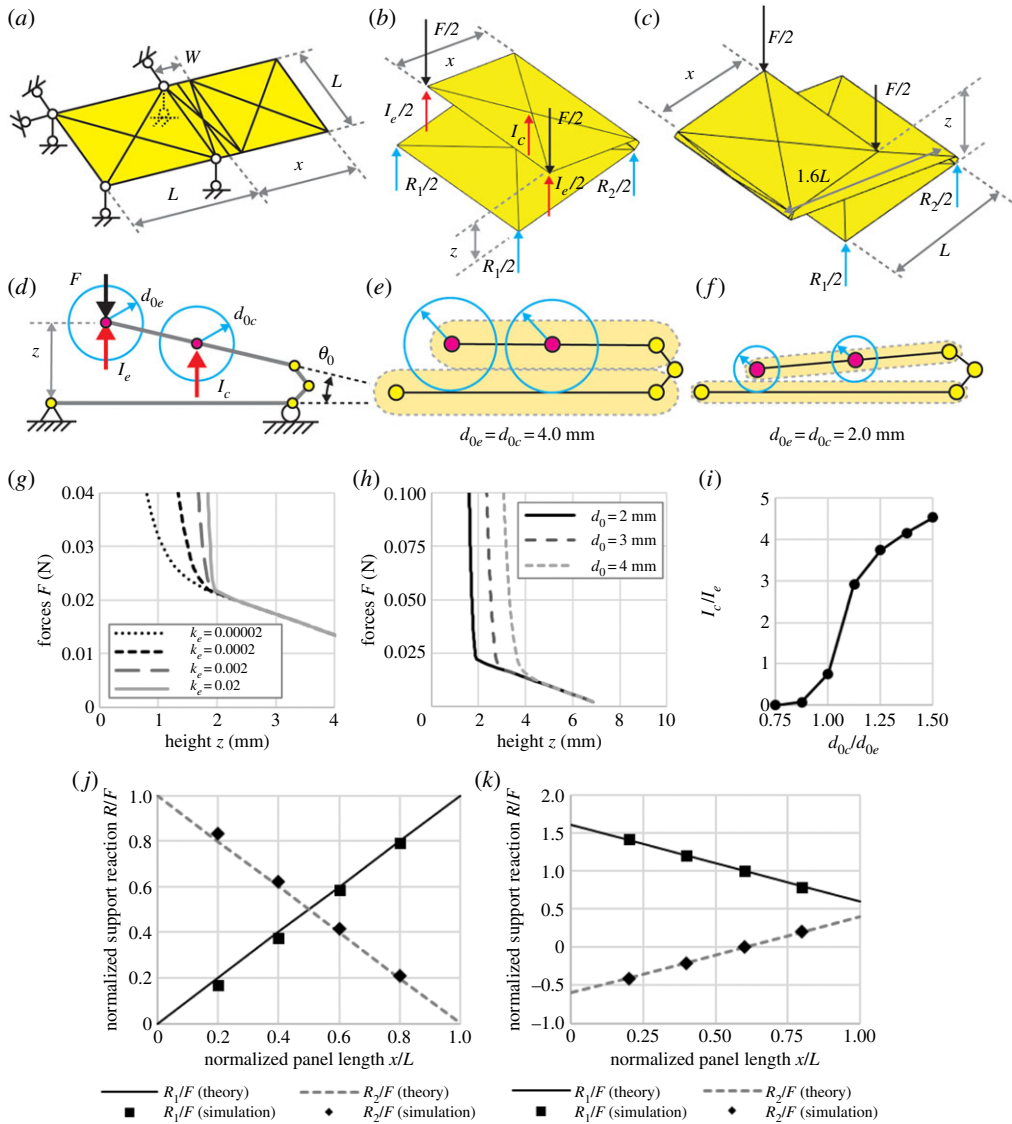 (a)
W
L
x
L
(b)
F/2
x
I_e/2
I_c
F/2
R_1/2
I_e/2
R_2/2
z
R_1/2
(c)
F/2
x
F/2
z
1.6L
R_2/2
L
R_1/2
(d)
F
d_0e
d_0c
z
θ_0
I_e
I_c
(e)
d_0e = d_0c = 4.0 mm
(f)
d_0e = d_0c = 2.0 mm
(g)
0.04
0.03
0.02
0.01
0
forces F (N)
k_e = 0.00002
k_e = 0.0002
k_e = 0.002
k_e = 0.02
0 1 2 3 4
height z (mm)
(h)
0.100
0.075
0.050
0.025
forces F (N)
d_0 = 2 mm
d_0 = 3 mm
d_0 = 4 mm
0 2 4 6 8 10
height z (mm)
(i)
5
4
3
2
1
0
I_c/I_e
0.75 1.00 1.25 1.50
d_0c/d_0e
(j)
1.0
0.8
0.6
0.4
0.2
0
normalized support reaction R/F
0.2 0.4 0.6 0.8 1.0
normalized panel length x/L
R_1/F (theory)
R_2/F (theory)
R_1/F (simulation)
R_2/F (simulation)
(k)
2.0
1.5
1.0
0.5
0
–0.5
–1.0
normalized support reaction R/F
0 0.25 0.50 0.75 1.00
normalized panel length x/L
R_1/F (theory)
R_2/F (theory)
R_1/F (simulation)
R_2/F (simulation)